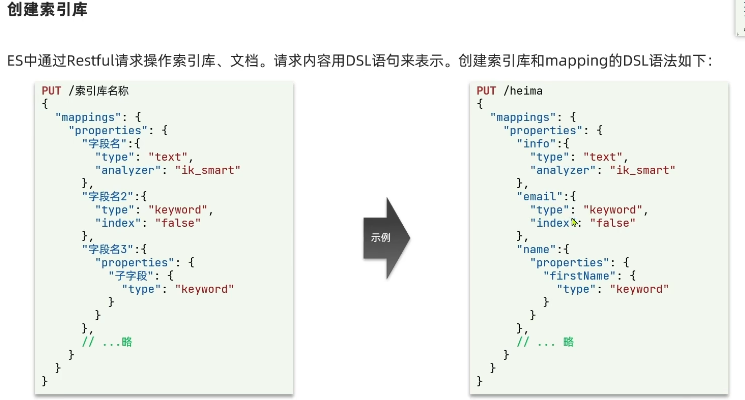 创建索引库
ES中通过Restful请求操作索引库、文档。请求内容用DSL语句来表示。创建索引库和mapping的DSL语法如下：
PUT /索引库名称
{
  "mappings": {
    "properties": {
      "字段名":{
        "type": "text",
        "analyzer": "ik_smart"
      },
      "字段名2":{
        "type": "keyword",
        "index": "false"
      },
      "字段名3":{
        "properties": {
          "子字段": {
            "type": "keyword"
          }
        }
      },
      // ...略
    }
  }
}
示例
PUT /heima
{
  "mappings": {
    "properties": {
      "info":{
        "type": "text",
        "analyzer": "ik_smart"
      },
      "email":{
        "type": "keyword",
        "index": "false"
      },
      "name":{
        "properties": {
          "firstName": {
            "type": "keyword"
          }
        }
      },
      // ... 略
    }
  }
}